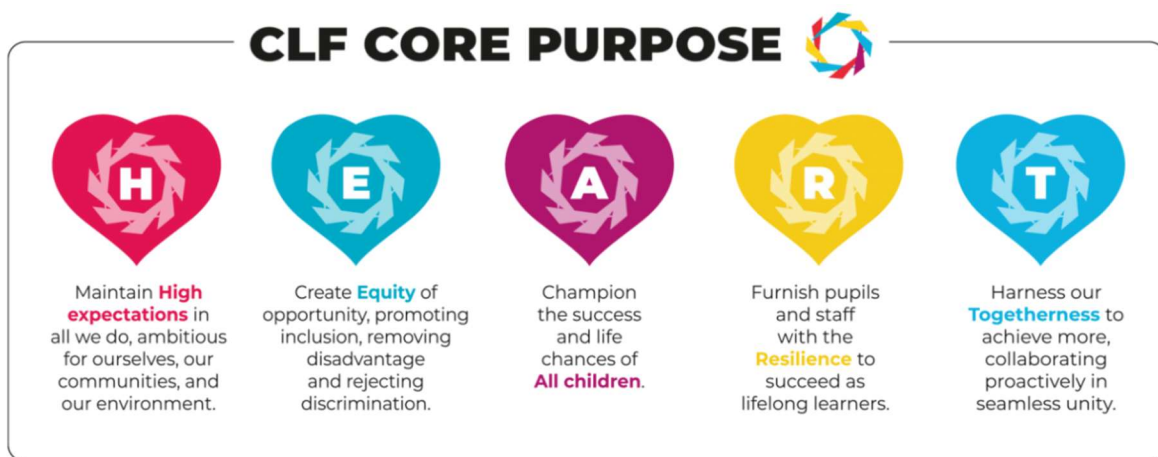 CLF CORE PURPOSE
H
Maintain High
expectations in
all we do, ambitious
for ourselves, our
communities, and
our environment.
E
Create Equity of
opportunity, promoting
inclusion, removing
disadvantage
and rejecting
discrimination.
A
Champion
the success
and life
chances of
All children.
R
Furnish pupils
and staff
with the
Resilience to
succeed as
lifelong learners.
T
Harness our
Togetherness to
achieve more,
collaborating
proactively in
seamless unity.